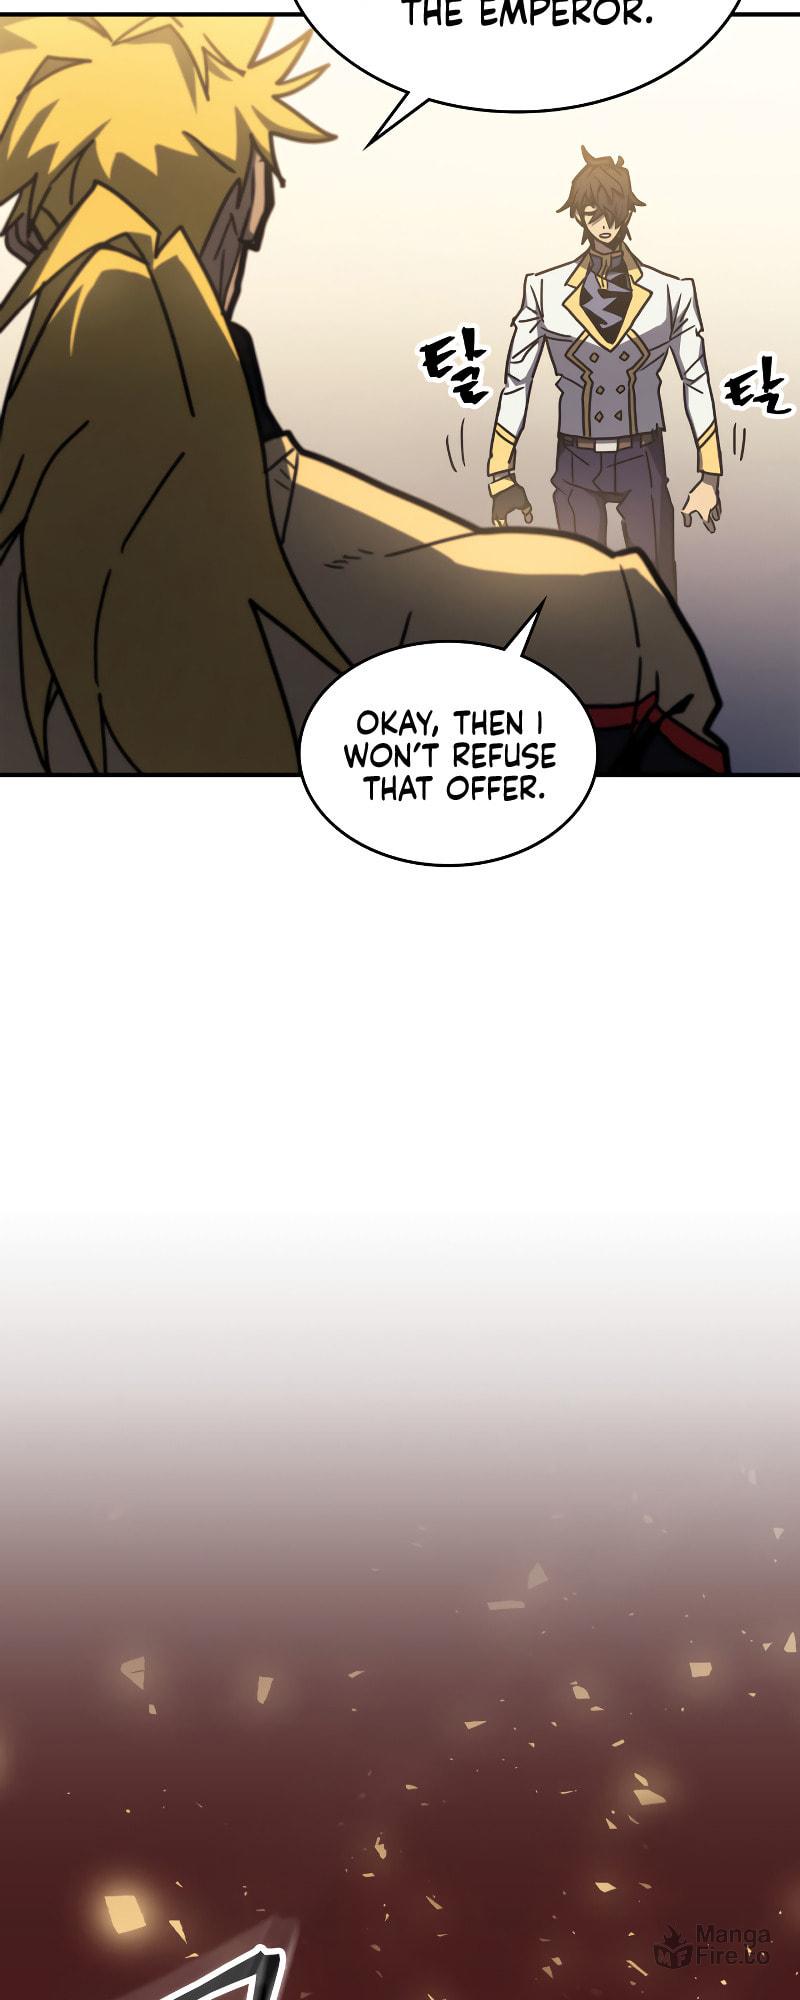 THE EMPEROR.
탈
탈
OKAY, THEN I
WON'T REFUSE
THAT OFFER.
Manga
Fire.to